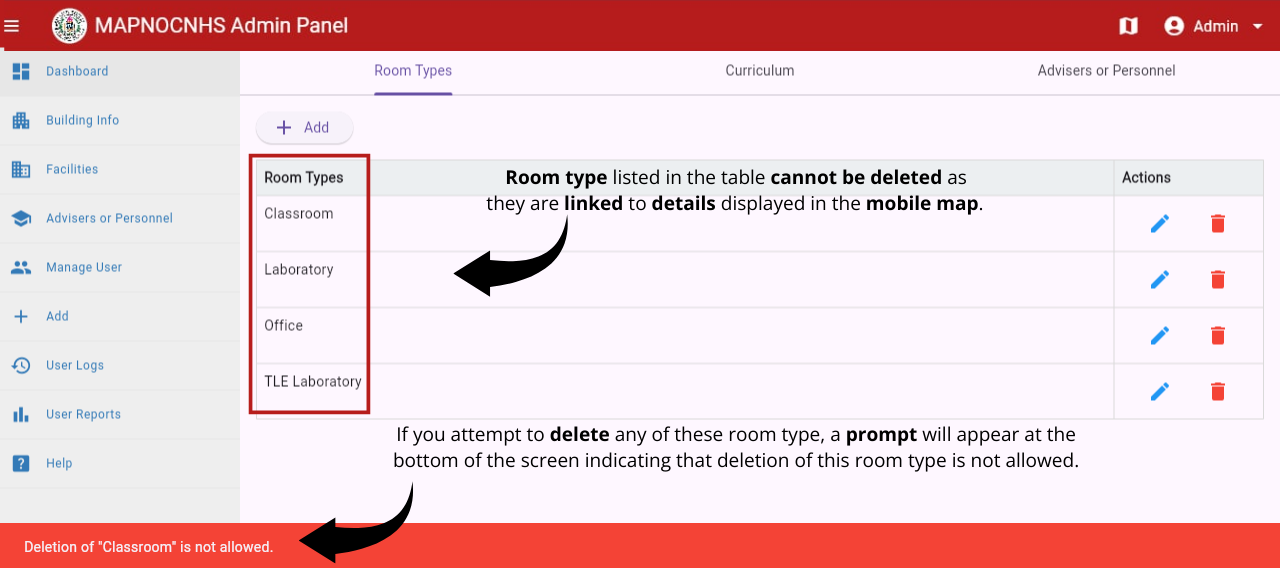 MAPNOCNHS Admin Panel
Admin
Dashboard
Building Info
Facilities
Advisers or Personnel
Manage User
Add
User Logs
User Reports
Help
Room Types
Curriculum
Advisers or Personnel
Add
Room Types
Actions
Classroom
Laboratory
Office
TLE Laboratory
Room type listed in the table cannot be deleted as
they are linked to details displayed in the mobile map.
If you attempt to delete any of these room type, a prompt will appear at the
bottom of the screen indicating that deletion of this room type is not allowed.
Deletion of "Classroom" is not allowed.